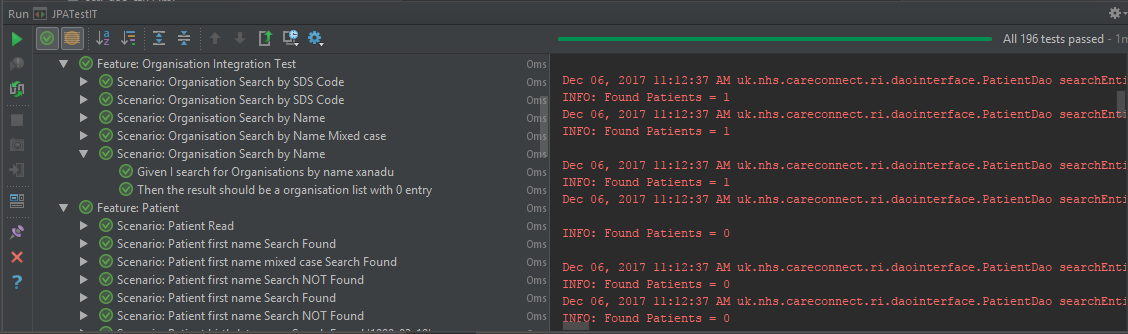 Run JPATestIT
All 196 tests passed - 1m
Feature: Organisation Integration Test 0ms
Scenario: Organisation Search by SDS Code 0ms
Scenario: Organisation Search by SDS Code 0ms
Scenario: Organisation Search by Name 0ms
Scenario: Organisation Search by Name Mixed case 0ms
Scenario: Organisation Search by Name 0ms
Given I search for Organisations by name xanadu 0ms
Then the result should be a organisation list with 0 entry 0ms
Feature: Patient 0ms
Scenario: Patient Read 0ms
Scenario: Patient first name Search Found 0ms
Scenario: Patient first name mixed case Search Found 0ms
Scenario: Patient first name Search NOT Found 0ms
Scenario: Patient first name Search Found 0ms
Scenario: Patient first name Search NOT Found 0ms
Dec 06, 2017 11:12:37 AM uk.nhs.careconnect.ri.daointerface.PatientDao searchEnti
INFO: Found Patients = 1
Dec 06, 2017 11:12:37 AM uk.nhs.careconnect.ri.daointerface.PatientDao searchEnti
INFO: Found Patients = 1
Dec 06, 2017 11:12:37 AM uk.nhs.careconnect.ri.daointerface.PatientDao searchEnti
INFO: Found Patients = 1
Dec 06, 2017 11:12:37 AM uk.nhs.careconnect.ri.daointerface.PatientDao searchEnti
INFO: Found Patients = 0
Dec 06, 2017 11:12:37 AM uk.nhs.careconnect.ri.daointerface.PatientDao searchEnti
INFO: Found Patients = 0
Dec 06, 2017 11:12:37 AM uk.nhs.careconnect.ri.daointerface.PatientDao searchEnti
INFO: Found Patients = 0